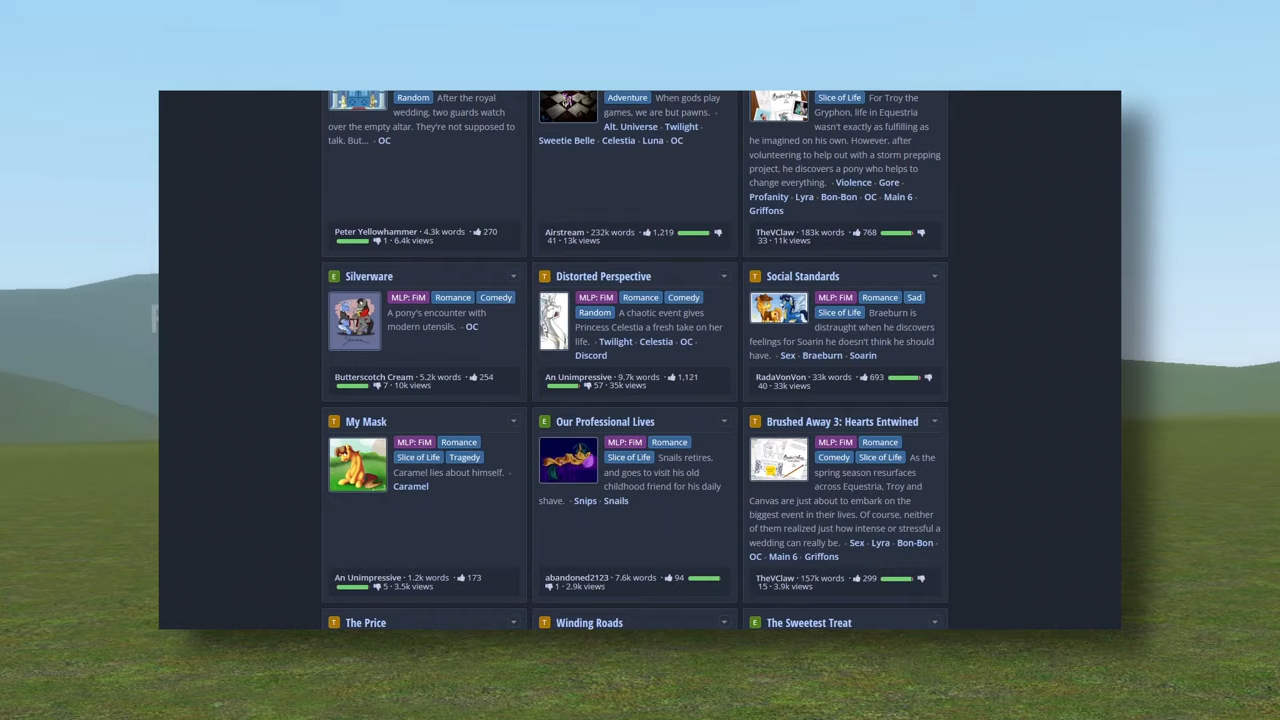 Random After the royal
wedding, two guards watch
over the empty altar. They're not supposed to
talk. But... · OC
Peter Yellowhammer · 4.3k words · 270
1 · 6.4k views
Adventure When gods play
games, we are but pawns. ·
Alt. Universe · Twilight ·
Sweetie Belle · Celestia · Luna · OC
Airstream · 232k words · 1,219
41 · 13k views
Slice of Life For Troy the
Gryphon, life in Equestria
wasn't exactly as fulfilling as
he imagined on his own. However, after
volunteering to help out with a storm prepping
project, he discovers a pony who helps to
change everything. · Violence · Gore ·
Profanity · Lyra · Bon-Bon · OC · Main 6 ·
Griffons
TheVClaw · 183k words · 768
33 · 11k views
E Silverware
MLP: FiM Romance Comedy
A pony's encounter with
modern utensils. · OC
Butterscotch Cream · 5.2k words · 254
7 · 10k views
T Distorted Perspective
MLP: FiM Romance Comedy
Random A chaotic event gives
Princess Celestia a fresh take on her
life. · Twilight · Celestia · OC ·
Discord
An Unimpressive · 9.7k words · 1,121
57 · 35k views
T Social Standards
MLP: FiM Romance Sad
Slice of Life Braeburn is
distraught when he discovers
feelings for Soarin he doesn't think he should
have. · Sex · Braeburn · Soarin
RadaVonVon · 33k words · 693
40 · 33k views
T My Mask
MLP: FiM Romance
Slice of Life Tragedy
Caramel lies about himself. ·
Caramel
An Unimpressive · 1.2k words · 173
5 · 3.5k views
E Our Professional Lives
MLP: FiM Romance
Slice of Life Snails retires,
and goes to visit his old
childhood friend for his daily
shave. · Snips · Snails
abandoned2123 · 7.6k words · 94
1 · 2.9k views
T Brushed Away 3: Hearts Entwined
MLP: FiM Romance
Comedy Slice of Life As the
spring season resurfaces
across Equestria, Troy and
Canvas are just about to embark on the
biggest event in their lives. Of course, neither
of them realized just how intense or stressful a
wedding can really be. · Sex · Lyra · Bon-Bon ·
OC · Main 6 · Griffons
TheVClaw · 157k words · 299
15 · 3.9k views
T The Price
T Winding Roads
E The Sweetest Treat